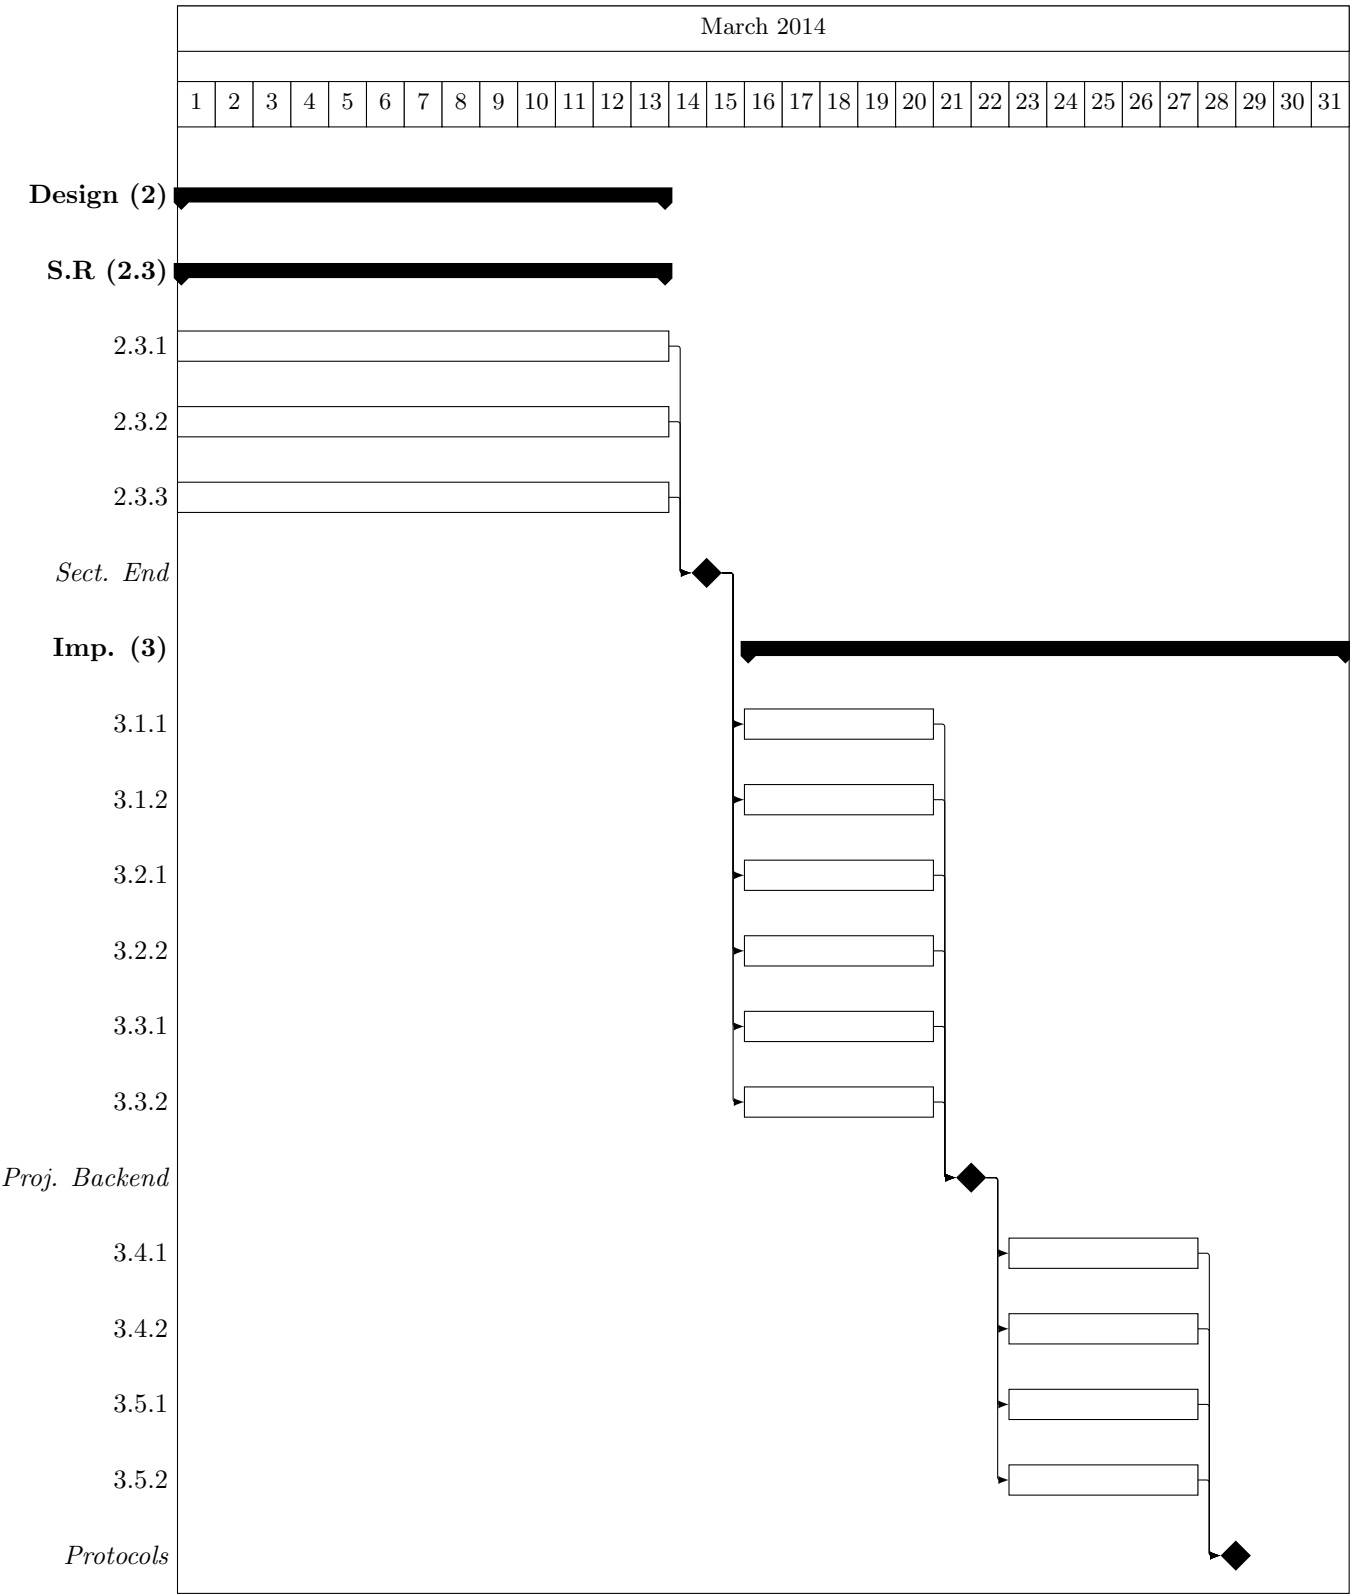 March 2014
1 2 3 4 5 6 7 8 9 10 11 12 13 14 15 16 17 18 19 20 21 22 23 24 25 26 27 28 29 30 31
Design (2)
S.R (2.3)
2.3.1
2.3.2
2.3.3
Sect. End
Imp. (3)
3.1.1
3.1.2
3.2.1
3.2.2
3.3.1
3.3.2
Proj. Backend
3.4.1
3.4.2
3.5.1
3.5.2
Protocols